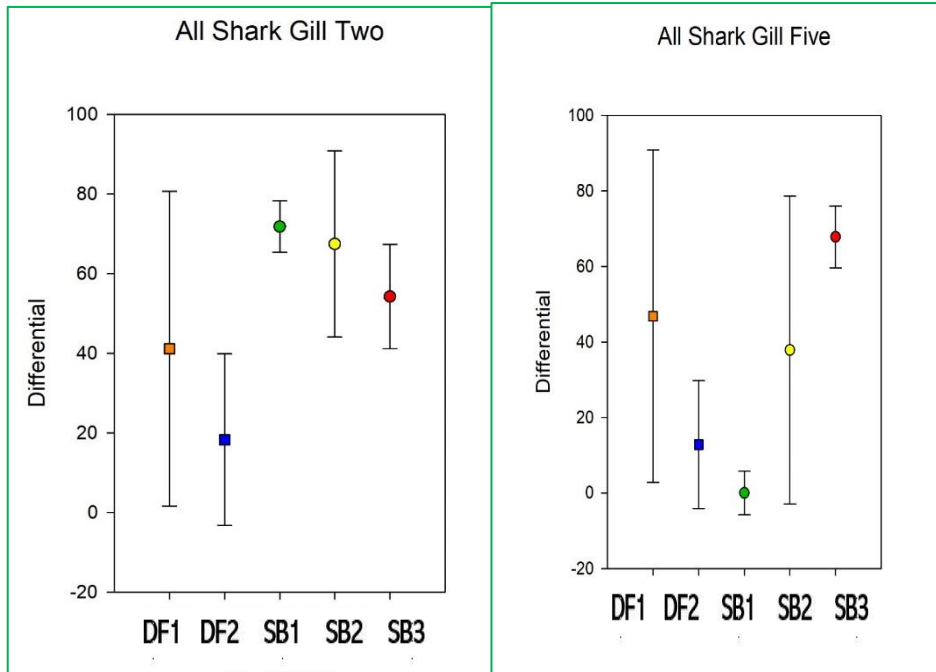 All Shark Gill Two
Differential
100
80
60
40
20
0
-20
DF1 DF2 SB1 SB2 SB3
All Shark Gill Five
Differential
100
80
60
40
20
0
-20
DF1 DF2 SB1 SB2 SB3